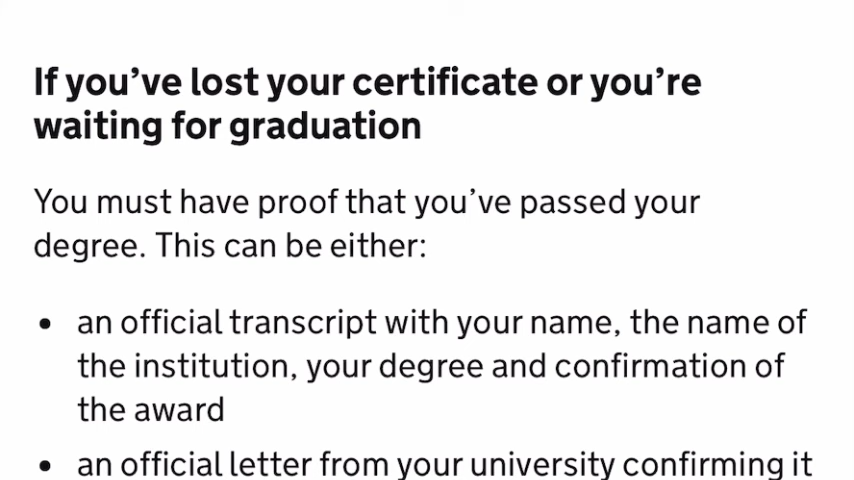 If you’ve lost your certificate or you’re
waiting for graduation
You must have proof that you’ve passed your
degree. This can be either:
• an official transcript with your name, the name of
the institution, your degree and confirmation of
the award
• an official letter from your university confirming it